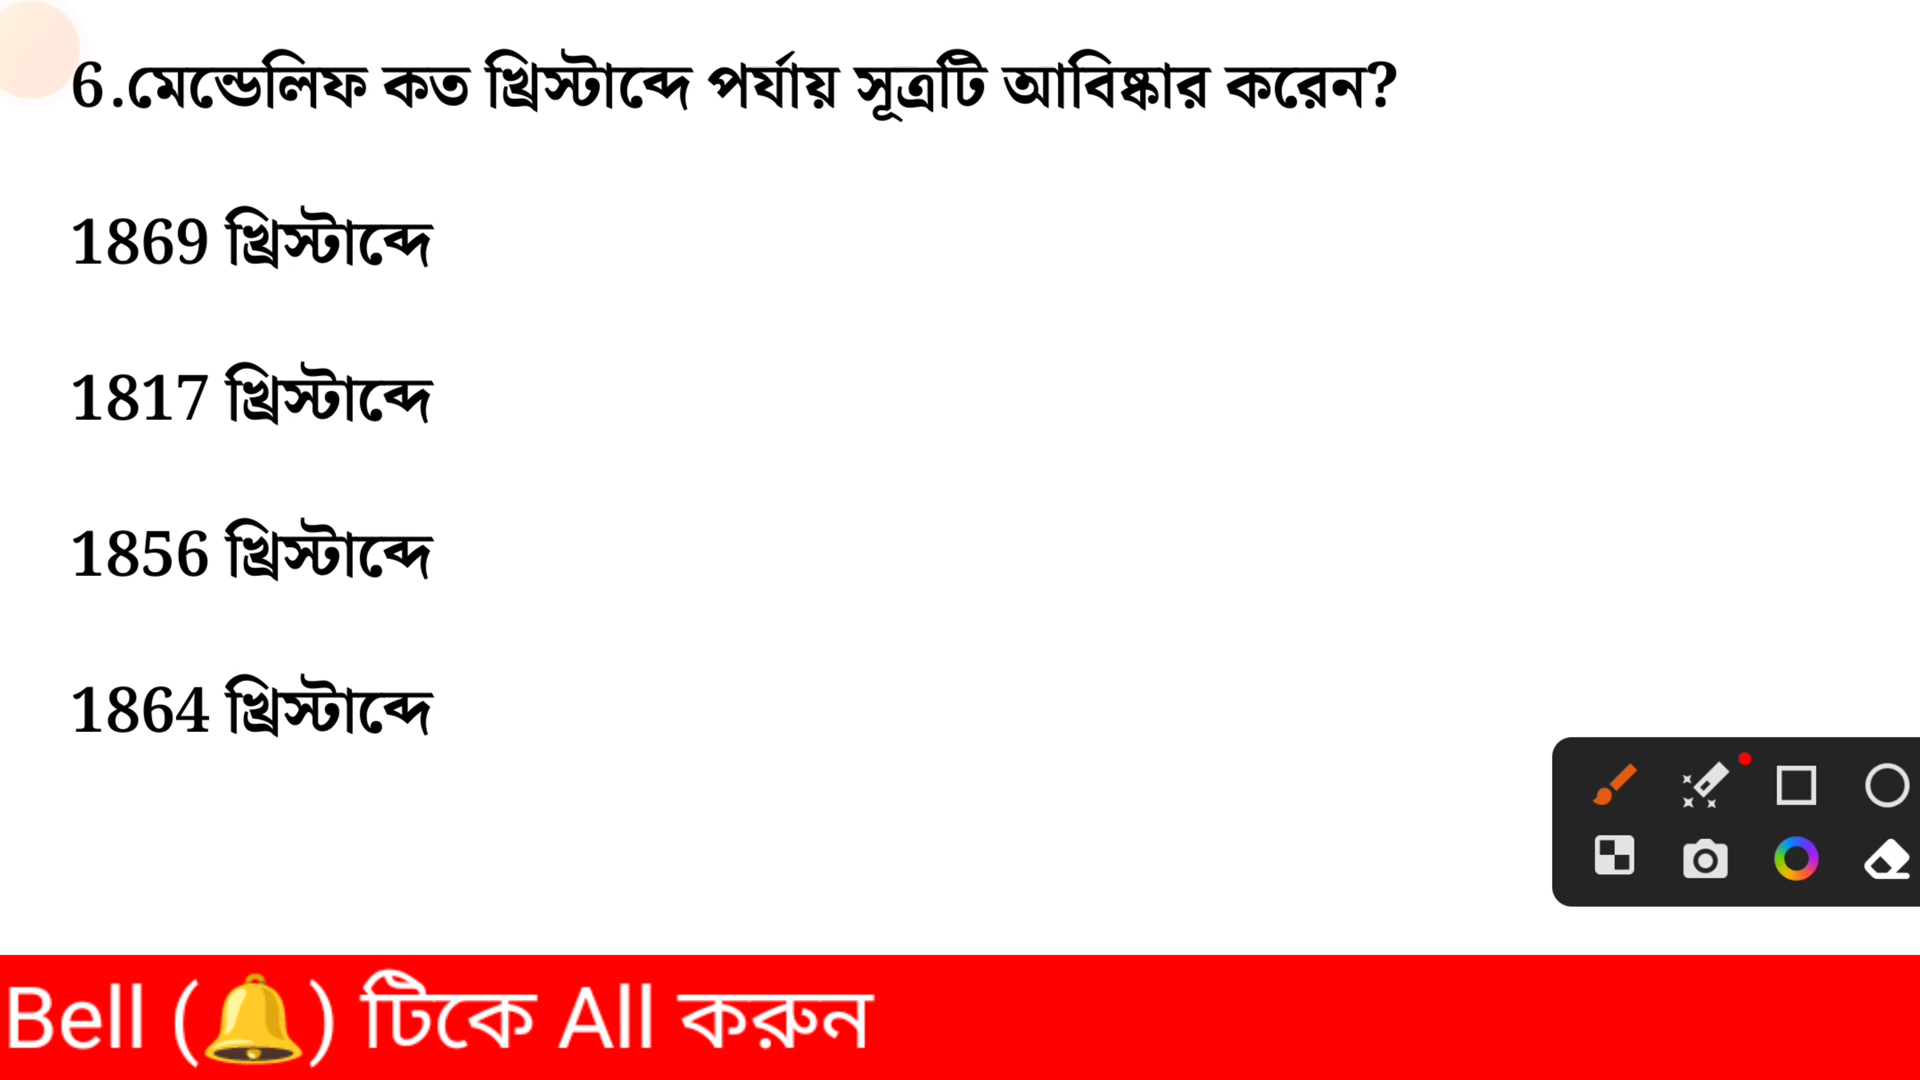 6.মেন্ডেলিফ কত খ্রিস্টাব্দে পর্যায় সূত্রটি আবিষ্কার করেন?
1869 খ্রিস্টাব্দে
1817 খ্রিস্টাব্দে
1856 খ্রিস্টাব্দে
1864 খ্রিস্টাব্দে
Bell (🔔) টিকে All করুন